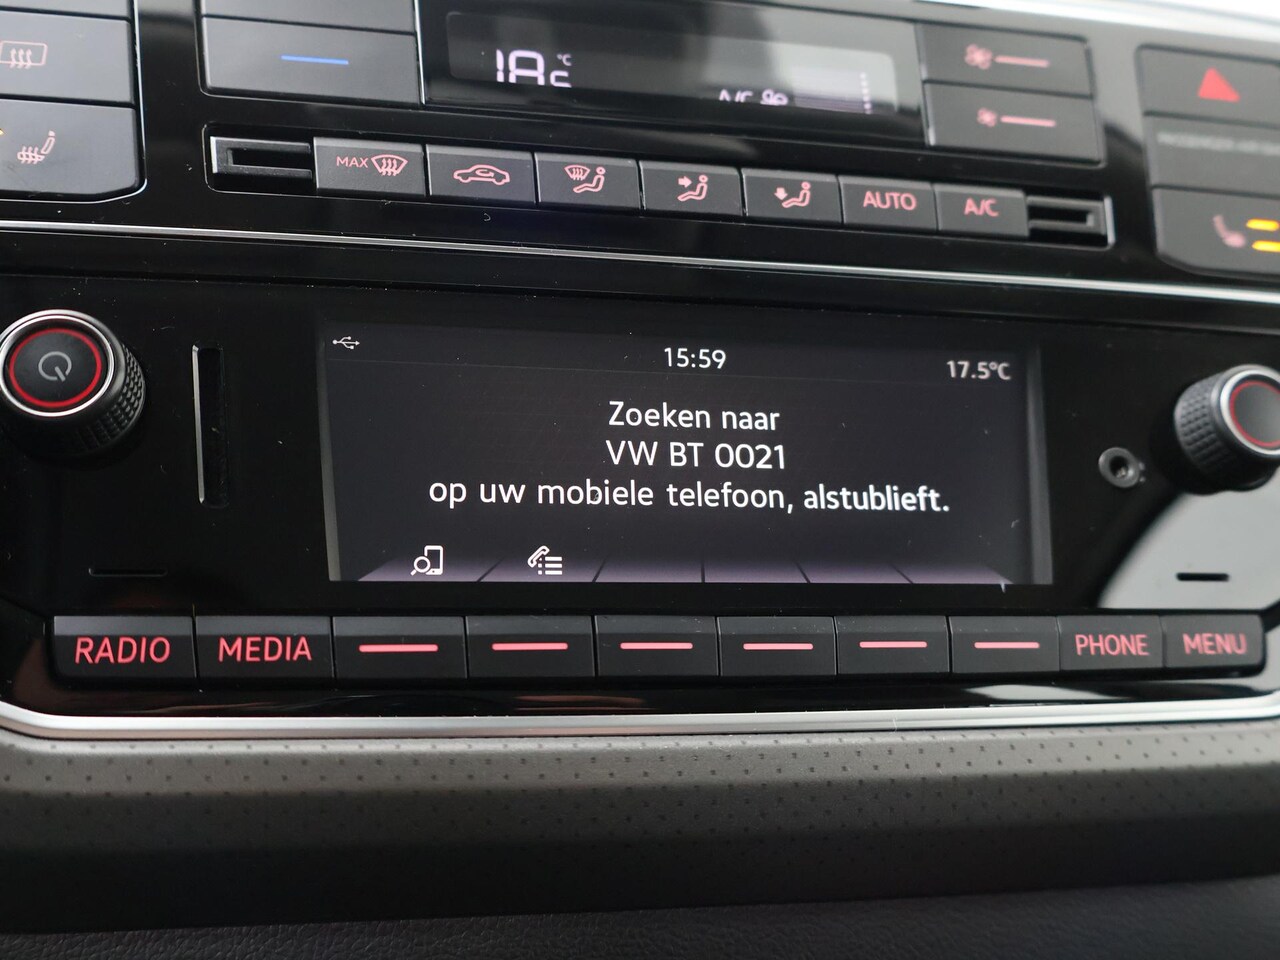 °C
A/C
MAX
AUTO
A/C
15:59
17.5°C
Zoeken naar
VW BT 0021
op uw mobiele telefoon, alstublieft.
RADIO
MEDIA
PHONE
MENU